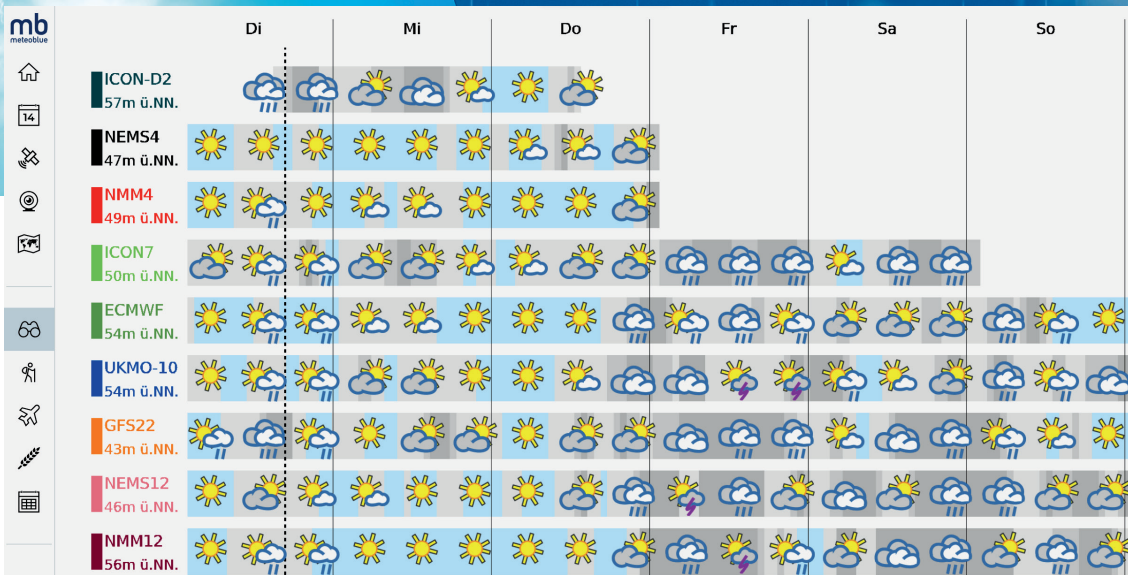 mb
meteoblue
Di Mi Do Fr Sa So
14
ICON-D2
57m ü.NN.
NEMS4
47m ü.NN.
NMM4
49m ü.NN.
ICON7
50m ü.NN.
ECMWF
54m ü.NN.
UKMO-10
54m ü.NN.
GFS22
43m ü.NN.
NEMS12
46m ü.NN.
NMM12
56m ü.NN.